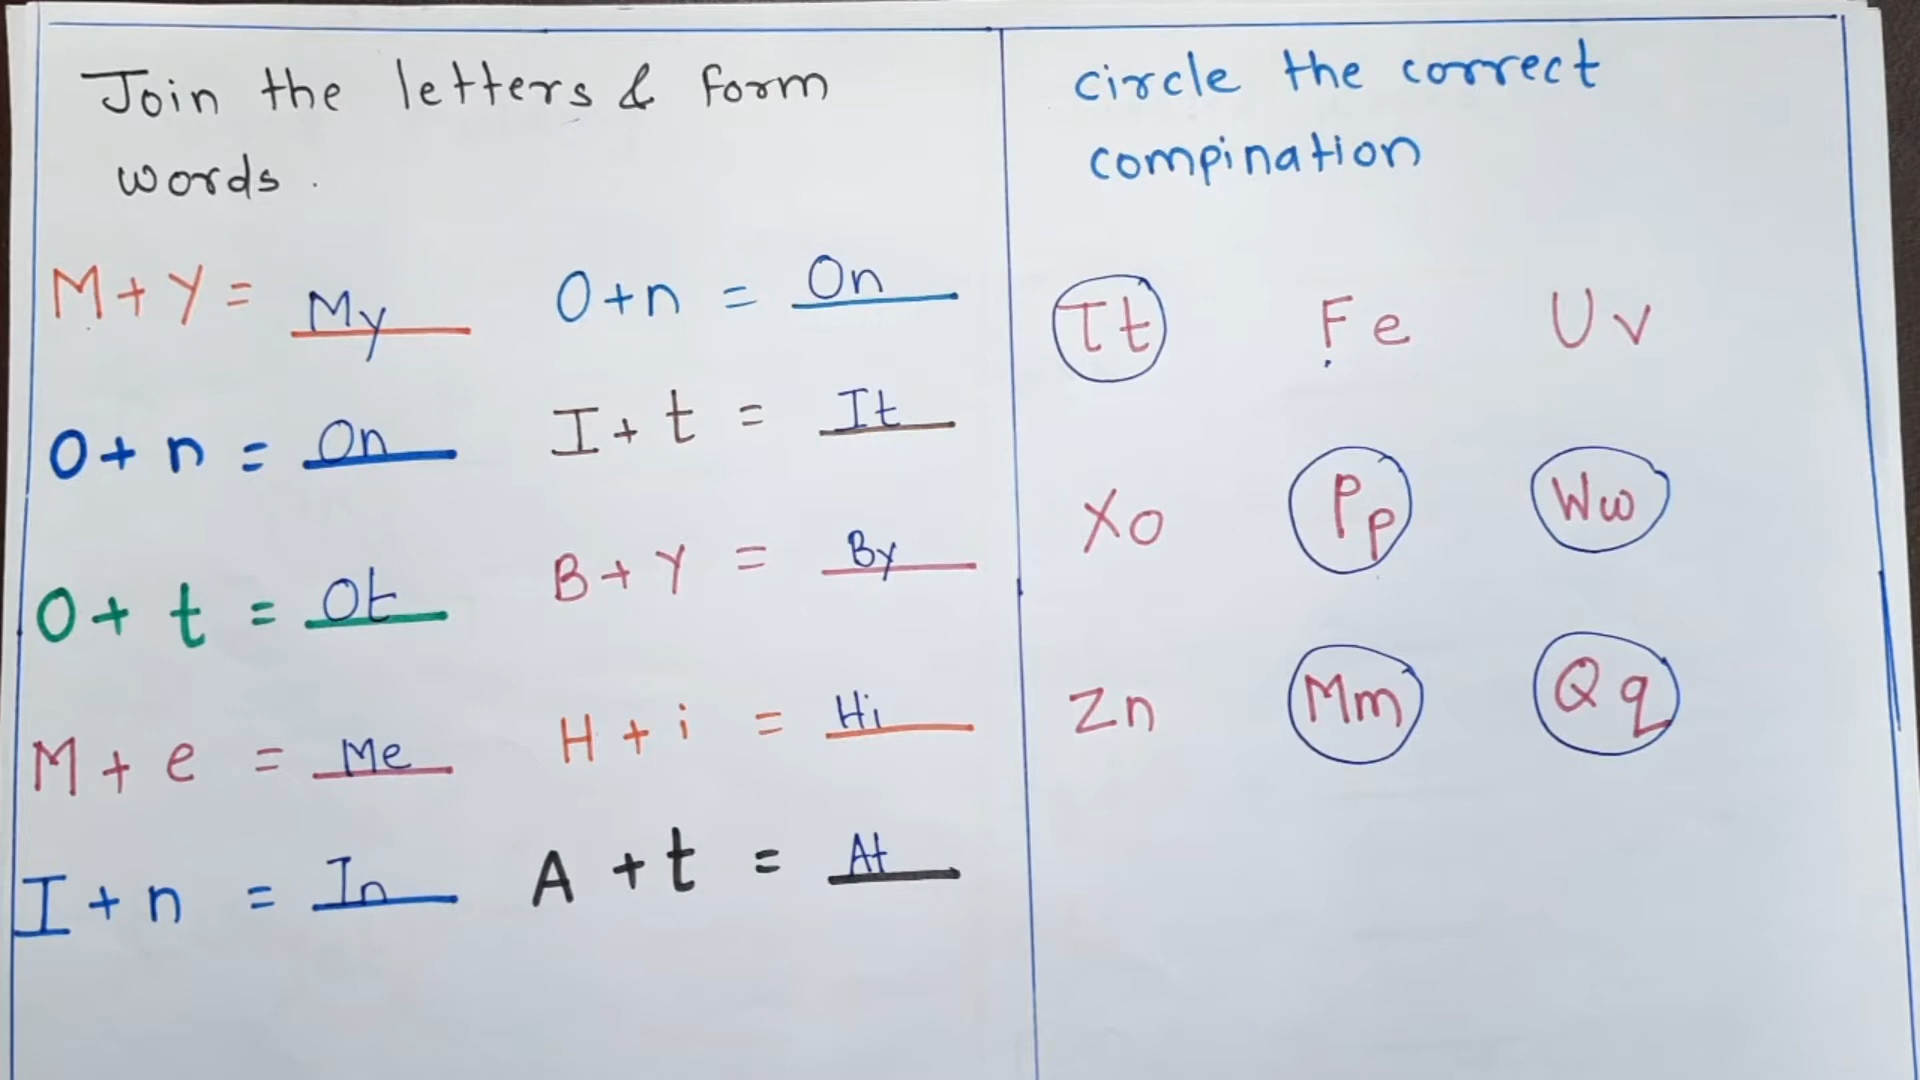 Join the letters & form
words.
M + y = My
O + n = On
O + t = Ot
M + e = Me
I + n = In
O + n = On
I + t = It
B + y = By
H + i = Hi
A + t = At
circle the correct
compination
Tt Fe Uv
Xo Pp Ww
Zn Mm Qq